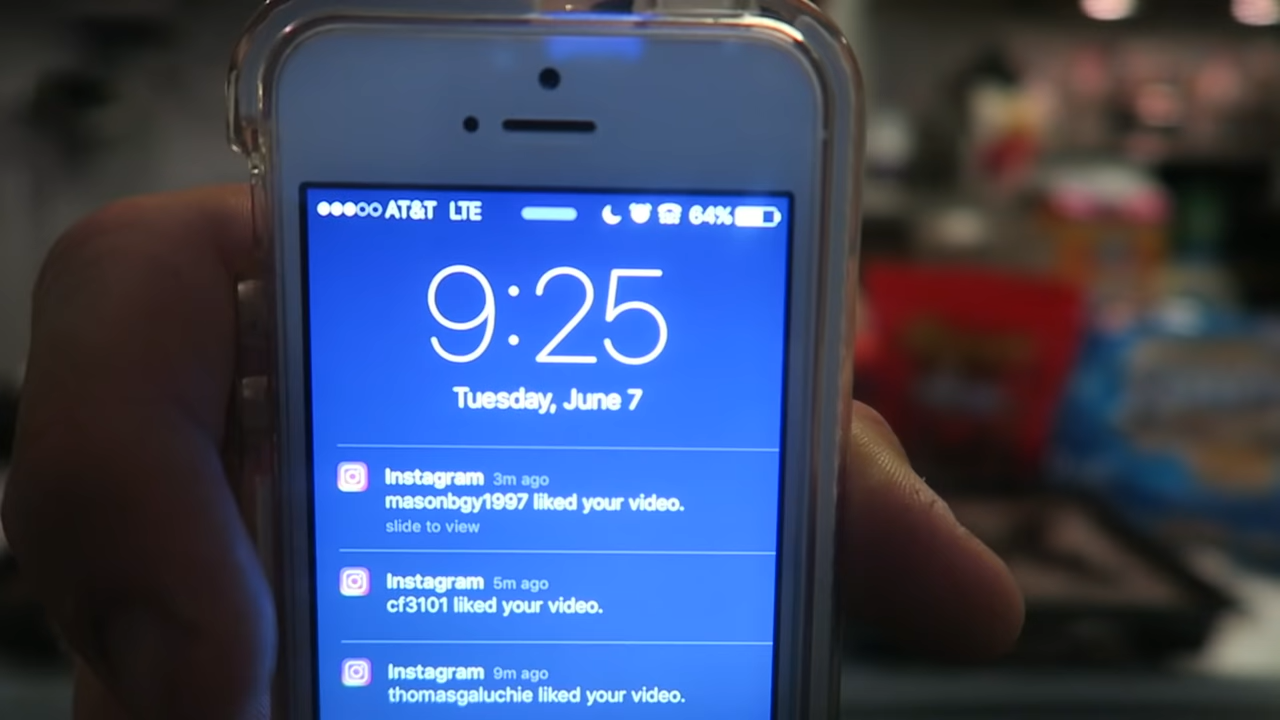 AT&T LTE 64%
9:25
Tuesday, June 7
Instagram 3m ago
masonbgy1997 liked your video.
slide to view
Instagram 5m ago
cf3101 liked your video.
Instagram 9m ago
thomasgaluchie liked your video.